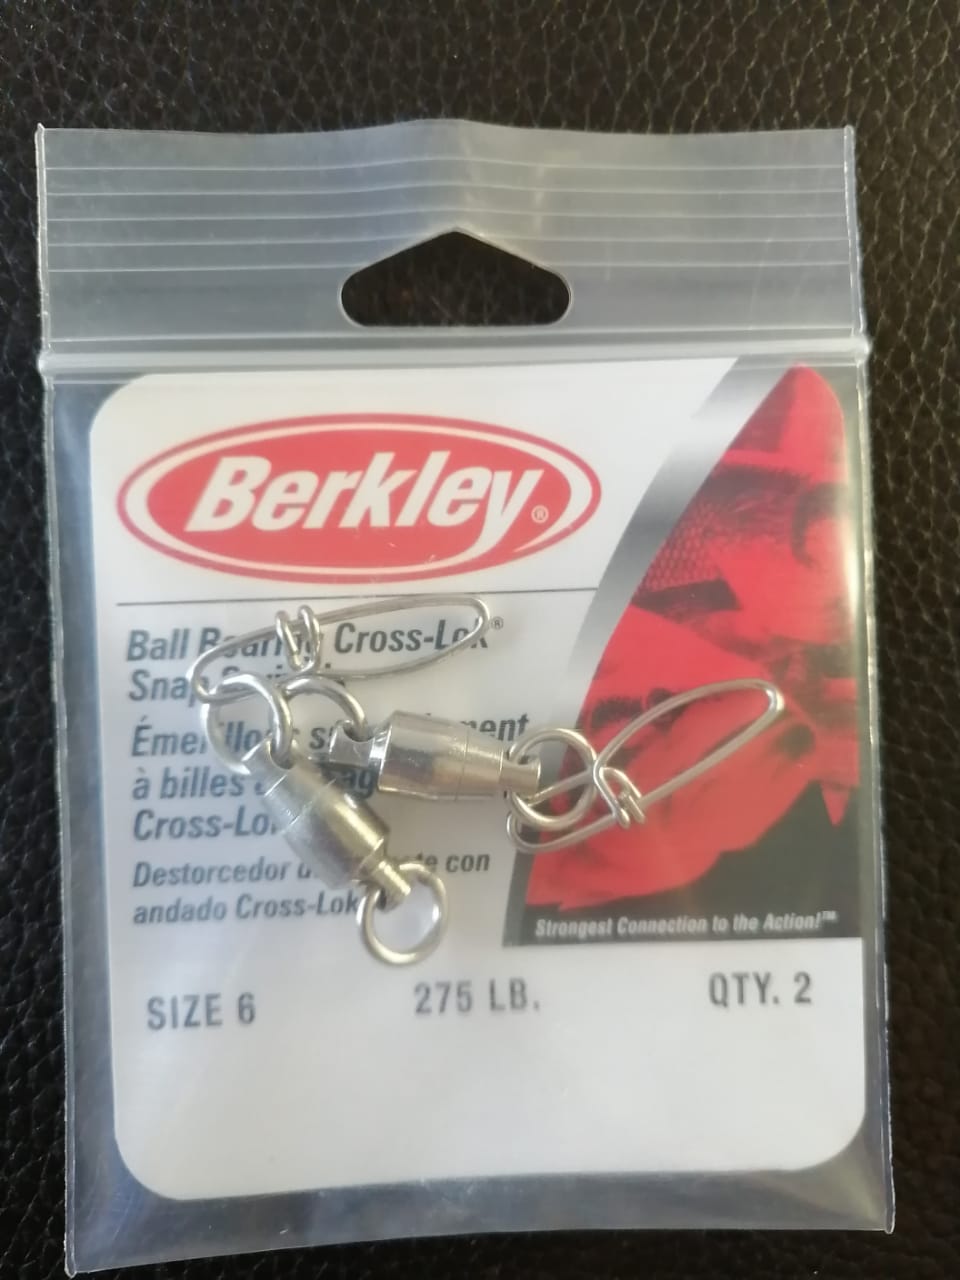 Berkley®
Ball Bearing Cross-Lok®
Snap
à billes
Cross-Lok
Destorcedor con
andado Cross-Lok
Strongest Connection to the Action!™
SIZE 6 275 LB. QTY. 2